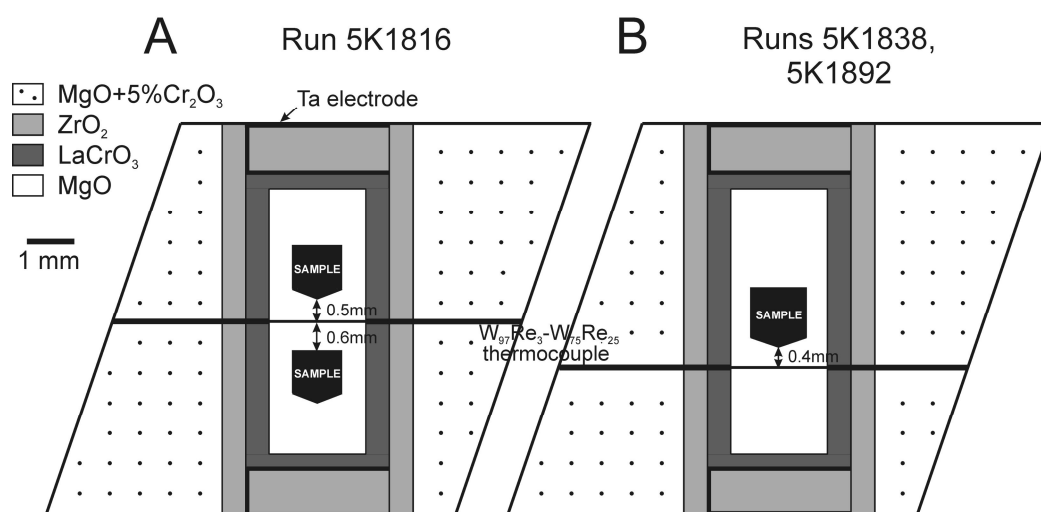 A
Run 5K1816
B
Runs 5K1838,
5K1892
MgO+5%Cr₂O₃
ZrO₂
LaCrO₃
MgO
1 mm
Ta electrode
SAMPLE
0.5mm
0.6mm
SAMPLE
W₉₇Re₃-W₇₅Re₂₅
thermocouple
SAMPLE
0.4mm